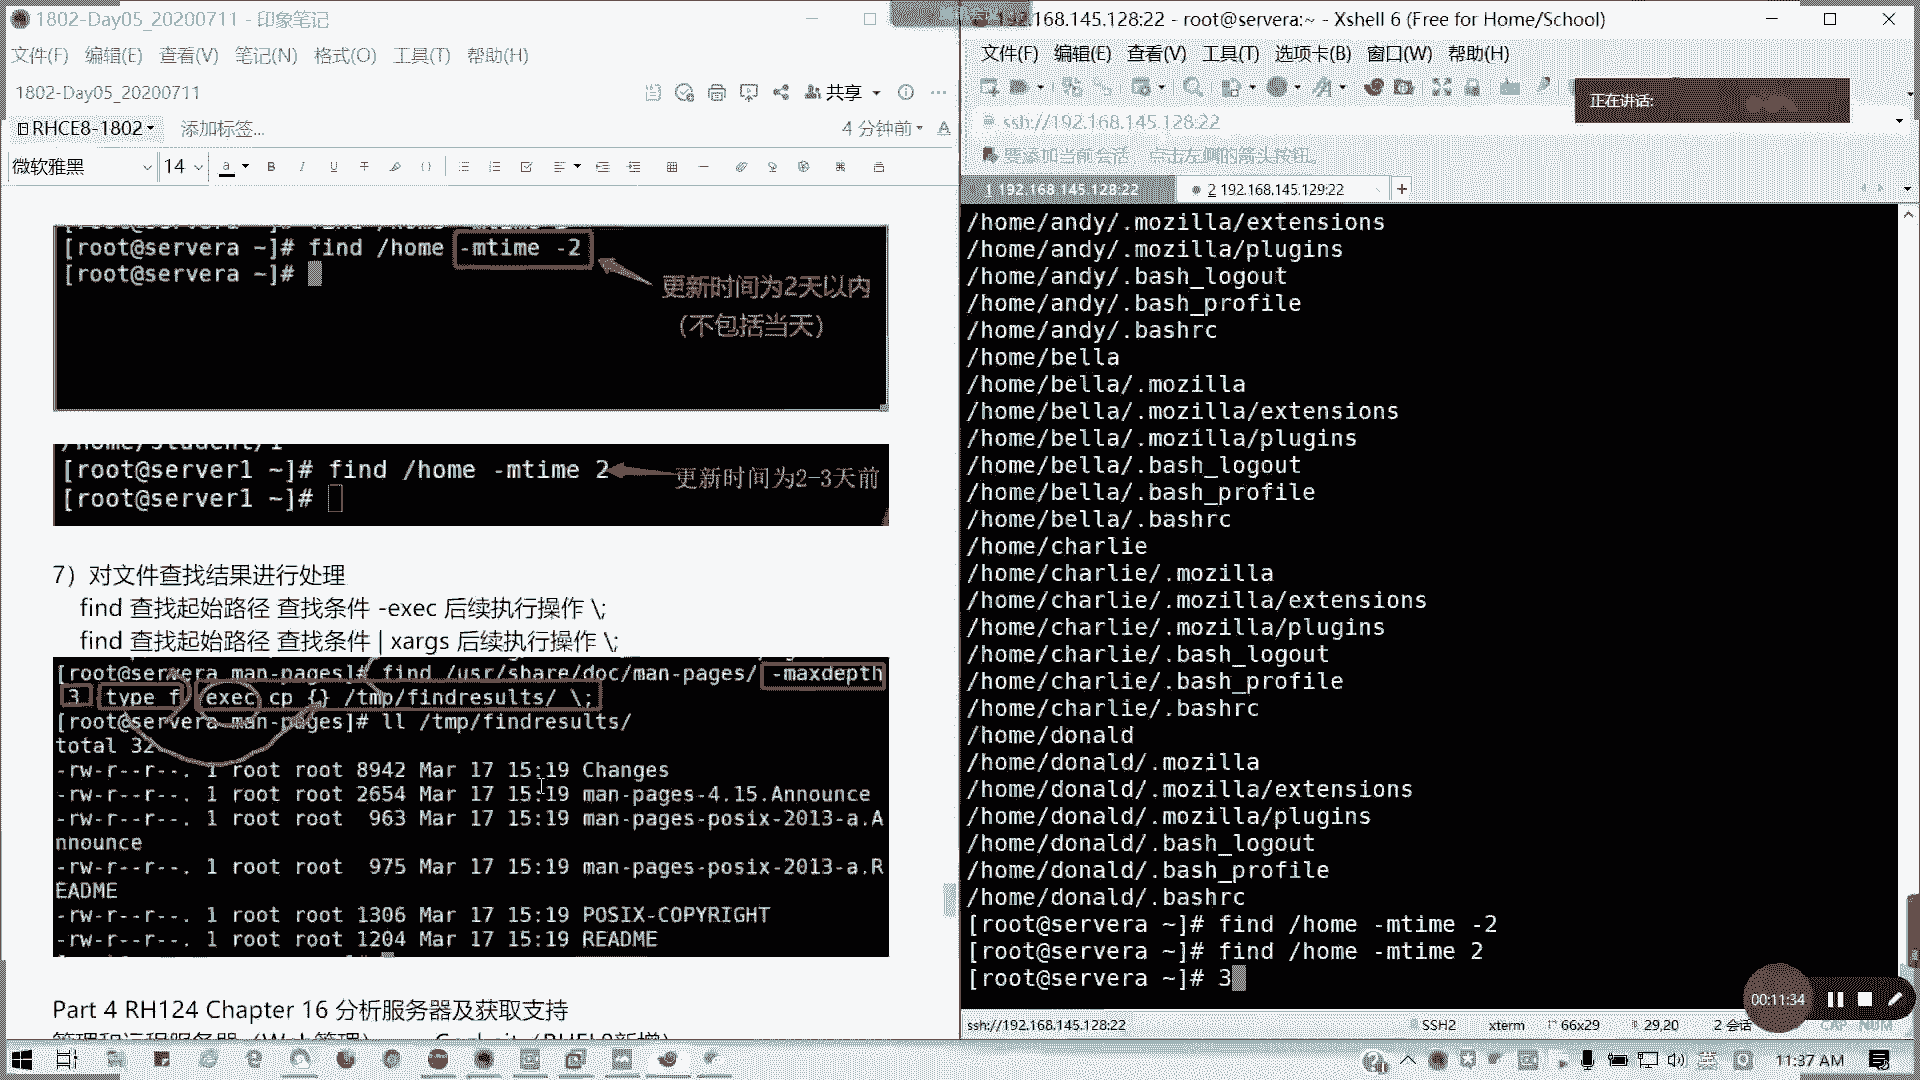 1802-Day05_20200711 - 印象笔记
文件(F) 编辑(E) 查看(V) 笔记(N) 格式(O) 工具(T) 帮助(H)
1802-Day05_20200711
共享
RHCE8-1802
添加标签...
4 分钟前
微软雅黑
14
[root@servera ~]# find /home -mtime -2
[root@servera ~]#
更新时间为2天以内
（不包括当天）
[root@server1 ~]# find /home -mtime 2
更新时间为2-3天前
[root@server1 ~]#
7）对文件查找结果进行处理
find 查找起始路径 查找条件 -exec 后续执行操作 \;
find 查找起始路径 查找条件 | xargs 后续执行操作 \;
[root@servera man-pages]# find /usr/share/doc/man-pages/ -maxdepth
3 type f exec cp {} /tmp/findresults/ \;
[root@servera man-pages]# ll /tmp/findresults/
total 32
-rw-r--r--. 1 root root 8942 Mar 17 15:19 Changes
-rw-r--r--. 1 root root 2654 Mar 17 15:19 man-pages-4.15.Announce
-rw-r--r--. 1 root root 963 Mar 17 15:19 man-pages-posix-2013-a.A
nnounce
-rw-r--r--. 1 root root 975 Mar 17 15:19 man-pages-posix-2013-a.R
EADME
-rw-r--r--. 1 root root 1306 Mar 17 15:19 POSIX-COPYRIGHT
-rw-r--r--. 1 root root 1204 Mar 17 15:19 README
Part 4 RH124 Chapter 16 分析服务器及获取支持
192.168.145.128:22 - root@servera:~ - Xshell 6 (Free for Home/School)
文件(F) 编辑(E) 查看(V) 工具(T) 选项卡(B) 窗口(W) 帮助(H)
正在讲话:
ssh://192.168.145.128:22
要添加当前会话，点击左侧的箭头按钮。
1 192.168.145.128:22
2 192.168.145.129:22
/home/andy/.mozilla/extensions
/home/andy/.mozilla/plugins
/home/andy/.bash_logout
/home/andy/.bash_profile
/home/andy/.bashrc
/home/bella
/home/bella/.mozilla
/home/bella/.mozilla/extensions
/home/bella/.mozilla/plugins
/home/bella/.bash_logout
/home/bella/.bash_profile
/home/bella/.bashrc
/home/charlie
/home/charlie/.mozilla
/home/charlie/.mozilla/extensions
/home/charlie/.mozilla/plugins
/home/charlie/.bash_logout
/home/charlie/.bash_profile
/home/charlie/.bashrc
/home/donald
/home/donald/.mozilla
/home/donald/.mozilla/extensions
/home/donald/.mozilla/plugins
/home/donald/.bash_logout
/home/donald/.bash_profile
/home/donald/.bashrc
[root@servera ~]# find /home -mtime -2
[root@servera ~]# find /home -mtime 2
[root@servera ~]# 3
00:11:34
ssh://192.168.145.128:22
SSH2
xterm
66x29
29,20
2 会话
CAP NUM
11:37 AM